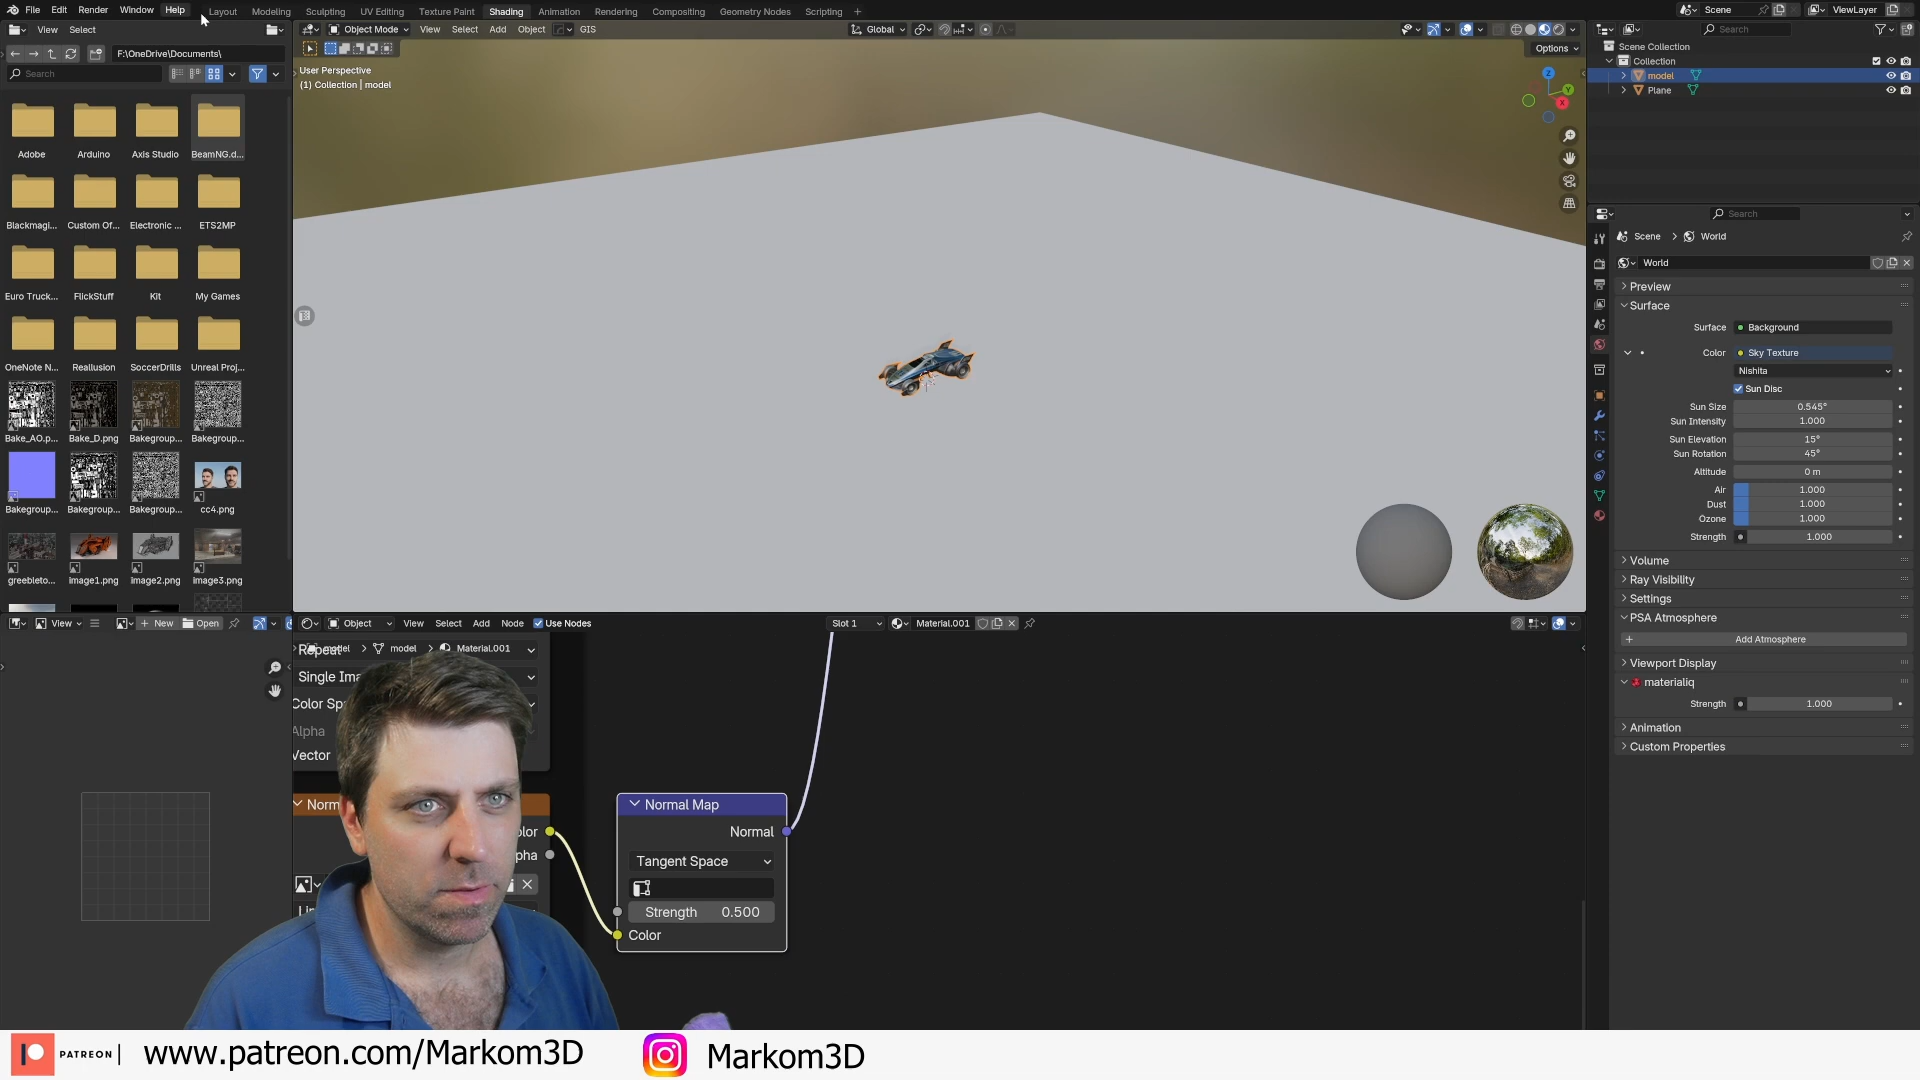 File Edit Render Window Help Layout Modeling Sculpting UV Editing Texture Paint Shading Animation Rendering Compositing Geometry Nodes Scripting + Scene ViewLayer
View Select
F:\OneDrive\Documents\
Search
Adobe Arduino Axis Studio BeamNG.d...
Blackmagi... Custom Of... Electronic ... ETS2MP
Euro Truck... FlickStuff Kit My Games
OneNote N... Reallusion SoccerDrills Unreal Proj...
Bake_AO.p... Bake_D.png Bakegroup... Bakegroup...
Bakegroup... Bakegroup... Bakegroup... cc4.png
greebleto... image1.png image2.png image3.png
Object Mode View Select Add Object GIS Global
Options
User Perspective
(1) Collection | model
Z
Y
X
Search
Scene Collection
Collection
model
Plane
Search
Scene > World
World
Preview
Surface
Surface Background
Color Sky Texture
Nishita
Sun Disc
Sun Size 0.545°
Sun Intensity 1.000
Sun Elevation 15°
Sun Rotation 45°
Altitude 0 m
Air 1.000
Dust 1.000
Ozone 1.000
Strength 1.000
Volume
Ray Visibility
Settings
PSA Atmosphere
+ Add Atmosphere
Viewport Display
materialiq
Strength 1.000
Animation
Custom Properties
View + New Open
Object View Select Add Node Use Nodes Slot 1 Material.001
model > model > Material.001
Repeat
Single Ima
Color Sp
Alpha
Vector
Norm
olor
pha
Normal Map
Normal
Tangent Space
Strength 0.500
Color
PATREON | www.patreon.com/Markom3D Markom3D